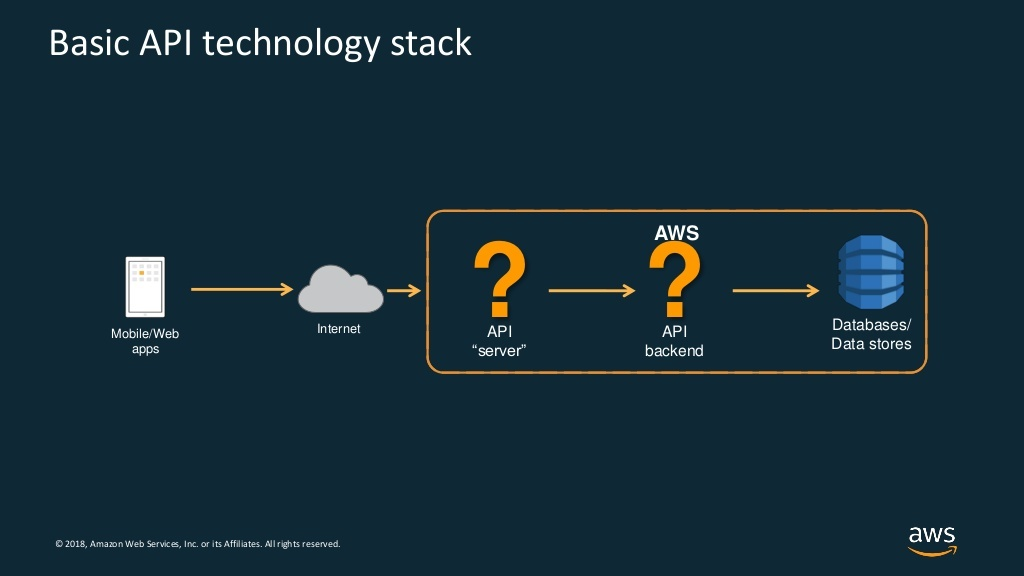 Basic API technology stack
AWS
?
?
Mobile/Web
apps
Internet
API
“server”
API
backend
Databases/
Data stores
© 2018, Amazon Web Services, Inc. or its Affiliates. All rights reserved.
aws